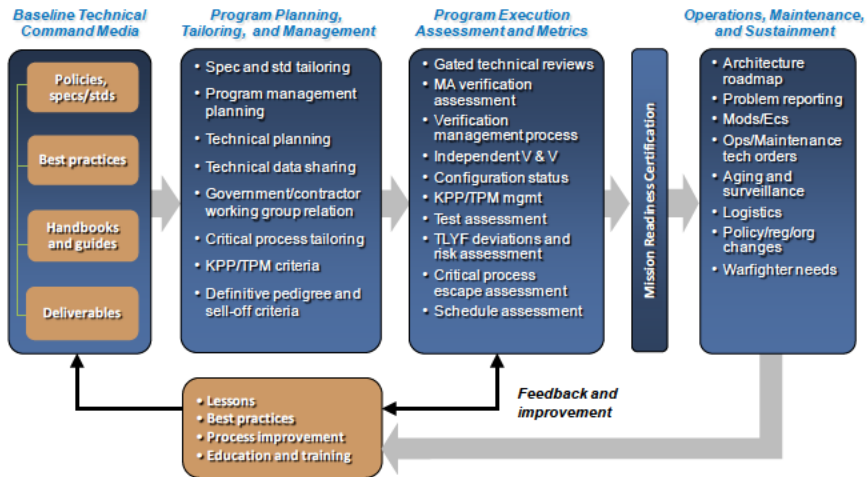 Baseline Technical
Command Media
Policies,
specs/stds
Best practices
Handbooks
and guides
Deliverables
Program Planning,
Tailoring, and Management
• Spec and std tailoring
• Program management
planning
• Technical planning
• Technical data sharing
• Government/contractor
working group relation
• Critical process tailoring
• KPP/TPM criteria
• Definitive pedigree and
sell-off criteria
Program Execution
Assessment and Metrics
• Gated technical reviews
• MA verification
assessment
• Verification
management process
• Independent V & V
• Configuration status
• KPP/TPM mgmt
• Test assessment
• TLYF deviations and
risk assessment
• Critical process
escape assessment
• Schedule assessment
Mission Readiness Certification
Operations, Maintenance,
and Sustainment
• Architecture
roadmap
• Problem reporting
• Mods/Ecs
• Ops/Maintenance
tech orders
• Aging and
surveillance
• Logistics
• Policy/reg/org
changes
• Warfighter needs
• Lessons
• Best practices
• Process improvement
• Education and training
Feedback and
improvement